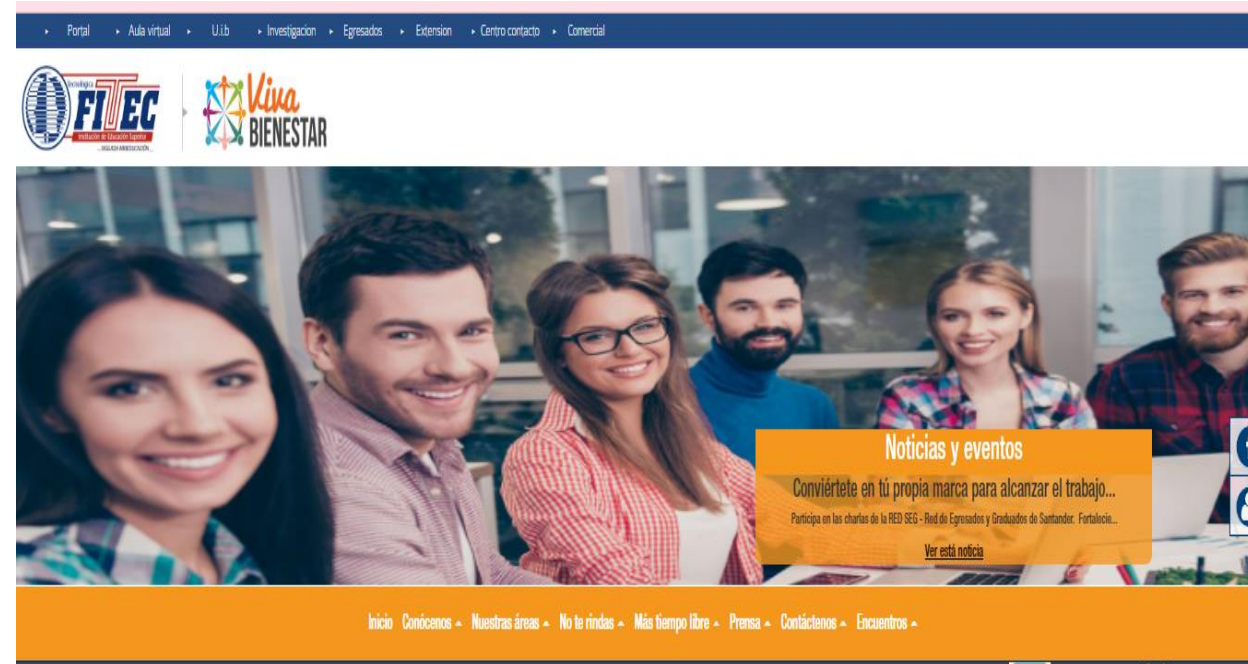 Portal Aula virtual U.i.b Investigacion Egresados Extension Centro contacto Comercial
Tecnológica
FITEC
Institución de Educación Superior
Viva
BIENESTAR
Noticias y eventos
Conviértete en tú propia marca para alcanzar el trabajo...
Participa en las charlas de la RED SEG - Red de Egresados y Graduados de Santander. Fortalecie...
Ver está noticia
Inicio Conócenos Nuestras áreas No te rindas Más tiempo libre Prensa Contáctenos Encuentros